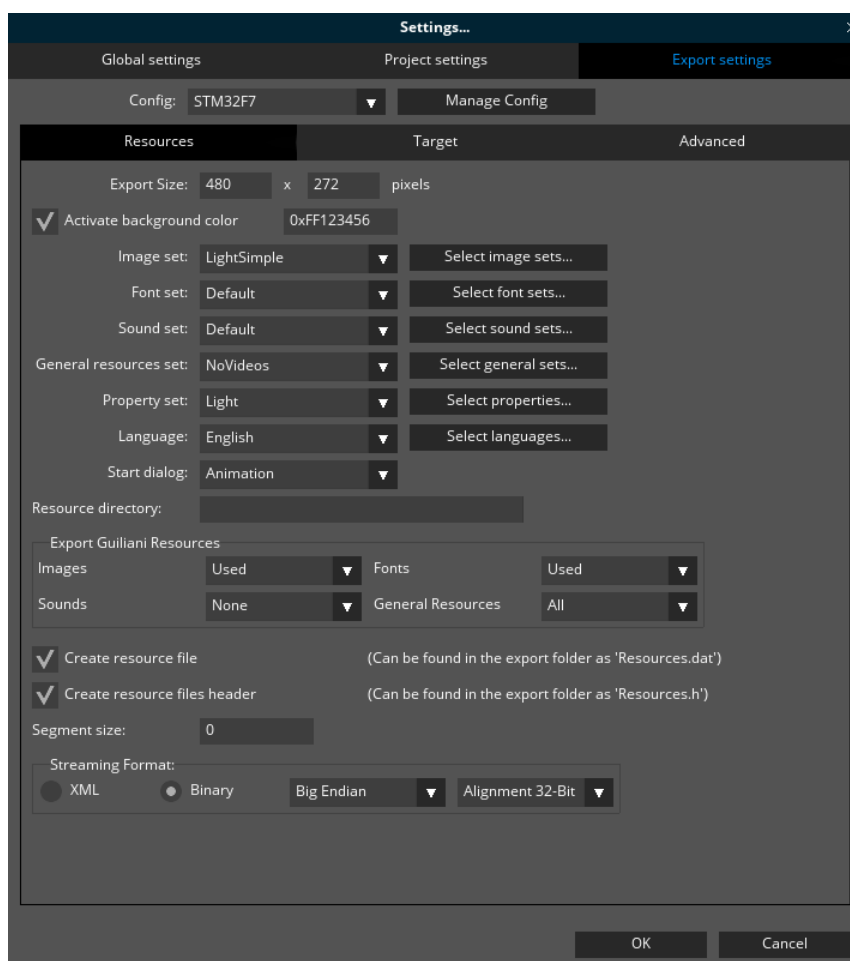 Settings...
Global settings Project settings Export settings
Config: STM32F7 Manage Config
Resources Target Advanced
Export Size: 480 x 272 pixels
Activate background color 0xFF123456
Image set: LightSimple Select image sets...
Font set: Default Select font sets...
Sound set: Default Select sound sets...
General resources set: NoVideos Select general sets...
Property set: Light Select properties...
Language: English Select languages...
Start dialog: Animation
Resource directory:
Export Guiliani Resources
Images Used Fonts Used
Sounds None General Resources All
Create resource file (Can be found in the export folder as 'Resources.dat')
Create resource files header (Can be found in the export folder as 'Resources.h')
Segment size: 0
Streaming Format:
XML Binary Big Endian Alignment 32-Bit
OK Cancel